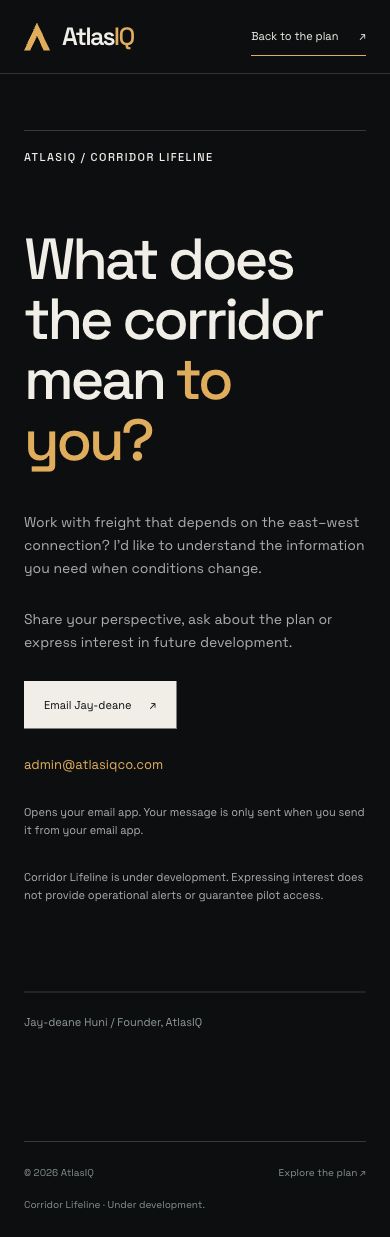 AtlasIQ
Back to the plan ↗
ATLASIQ / CORRIDOR LIFELINE
What does
the corridor
mean to
you?
Work with freight that depends on the east–west
connection? I'd like to understand the information
you need when conditions change.
Share your perspective, ask about the plan or
express interest in future development.
Email Jay-deane ↗
admin@atlasiqco.com
Opens your email app. Your message is only sent when you send
it from your email app.
Corridor Lifeline is under development. Expressing interest does
not provide operational alerts or guarantee pilot access.
Jay-deane Huni / Founder, AtlasIQ
© 2026 AtlasIQ
Explore the plan ↗
Corridor Lifeline · Under development.